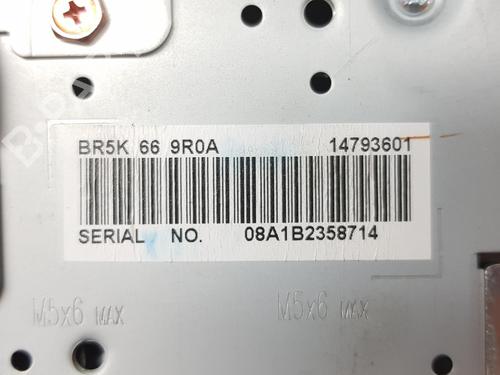 BR5K 66 9R0A 14793601
SERIAL NO. 08A1B2358714
M5x6 MAX M5x6 MAX